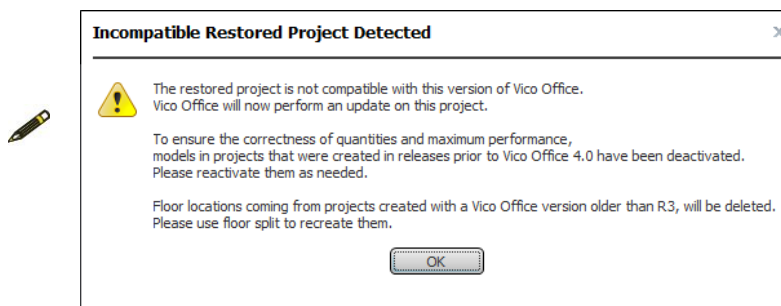 Incompatible Restored Project Detected
The restored project is not compatible with this version of Vico Office.
Vico Office will now perform an update on this project.
To ensure the correctness of quantities and maximum performance,
models in projects that were created in releases prior to Vico Office 4.0 have been deactivated.
Please reactivate them as needed.
Floor locations coming from projects created with a Vico Office version older than R3, will be deleted.
Please use floor split to recreate them.
OK